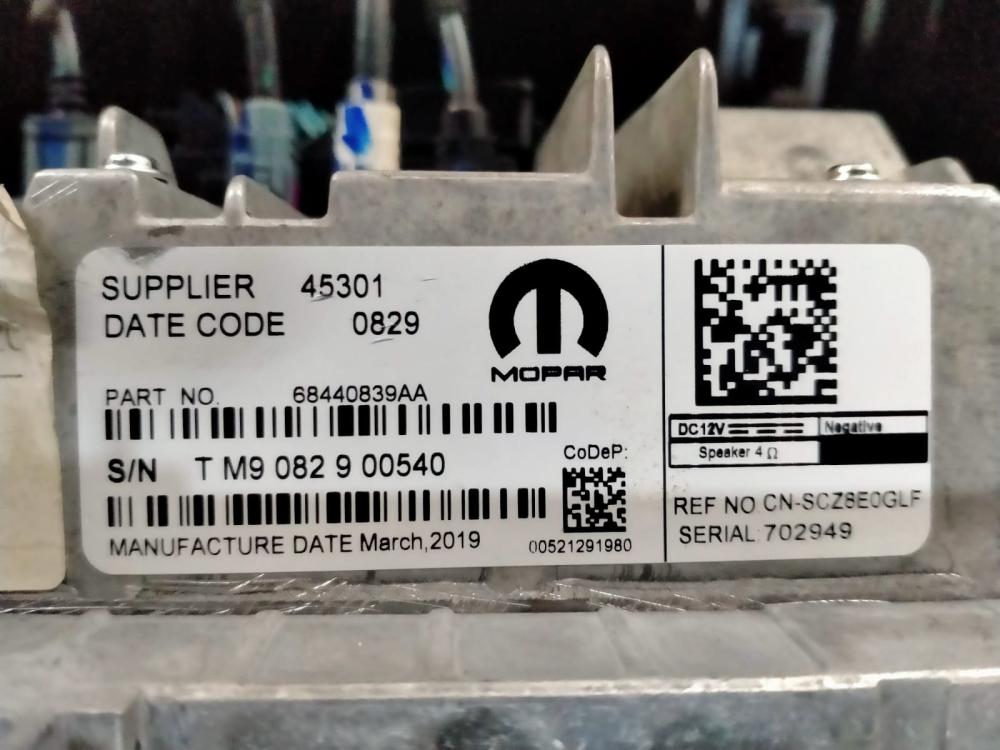 SUPPLIER 45301
DATE CODE 0829
MOPAR
PART NO. 68440839AA
S/N T M9 082 9 00540
CoDeP:
MANUFACTURE DATE March,2019
00521291980
DC12V Negative
Speaker 4 Ω
REF NO CN-SCZ8E0GLF
SERIAL:702949